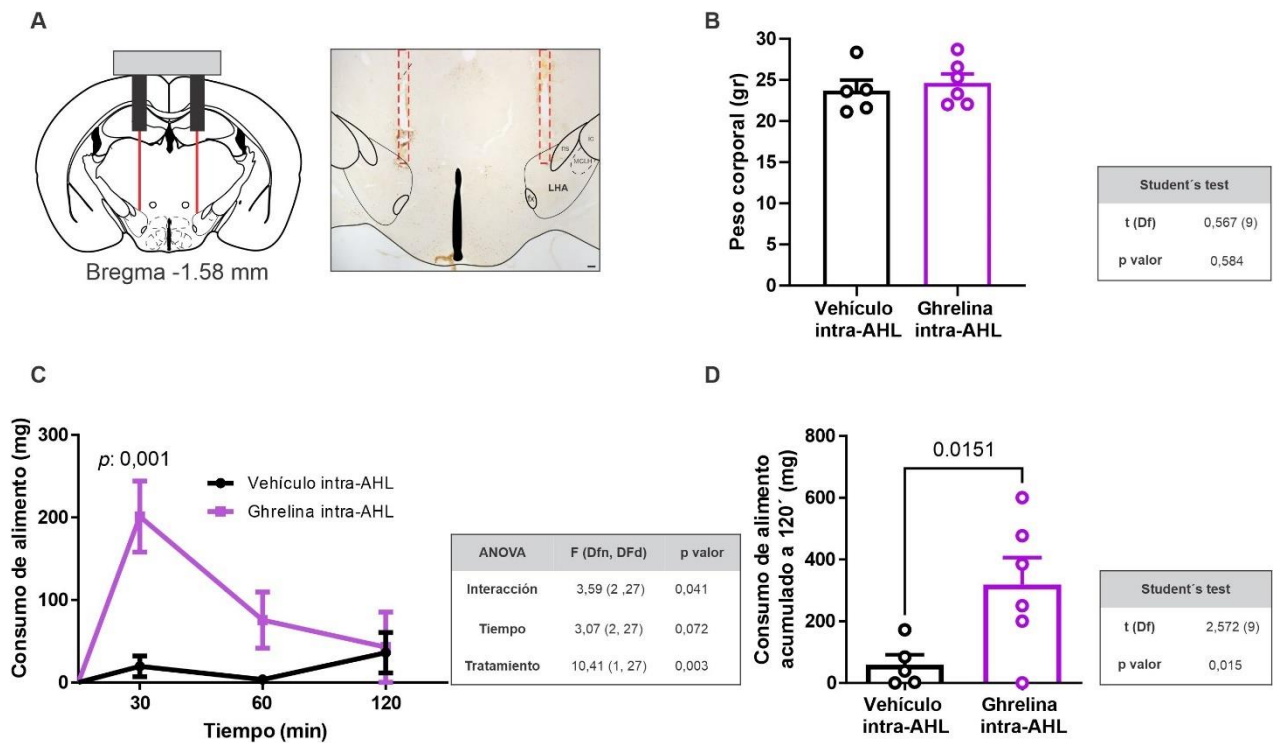 A
Bregma -1.58 mm
ns
ic
MCLH
LHA
fx
B
Peso corporal (gr)
30
25
20
15
10
5
0
Vehículo
intra-AHL
Ghrelina
intra-AHL
Student´s test
t (Df) 0,567 (9)
p valor 0,584
C
Consumo de alimento (mg)
300
200
100
0
p: 0,001
Vehículo intra-AHL
Ghrelina intra-AHL
30 60 120
Tiempo (min)
ANOVA F (Dfn, DFd) p valor
Interacción 3,59 (2 ,27) 0,041
Tiempo 3,07 (2, 27) 0,072
Tratamiento 10,41 (1, 27) 0,003
D
Consumo de alimento
acumulado a 120´ (mg)
800
600
400
200
0
0.0151
Vehículo
intra-AHL
Ghrelina
intra-AHL
Student´s test
t (Df) 2,572 (9)
p valor 0,015